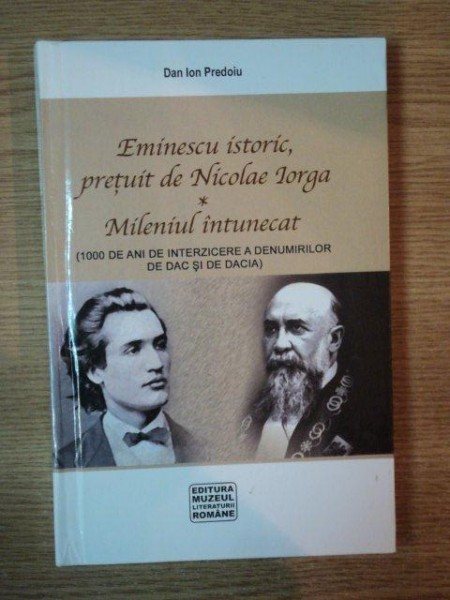 Dan Ion Predoiu
Eminescu istoric,
prețuit de Nicolae Iorga
*
Mileniul întunecat
(1000 DE ANI DE INTERZICERE A DENUMIRILOR
DE DAC ŞI DE DACIA)
EDITURA
MUZEUL
LITERATURII
ROMÂNE